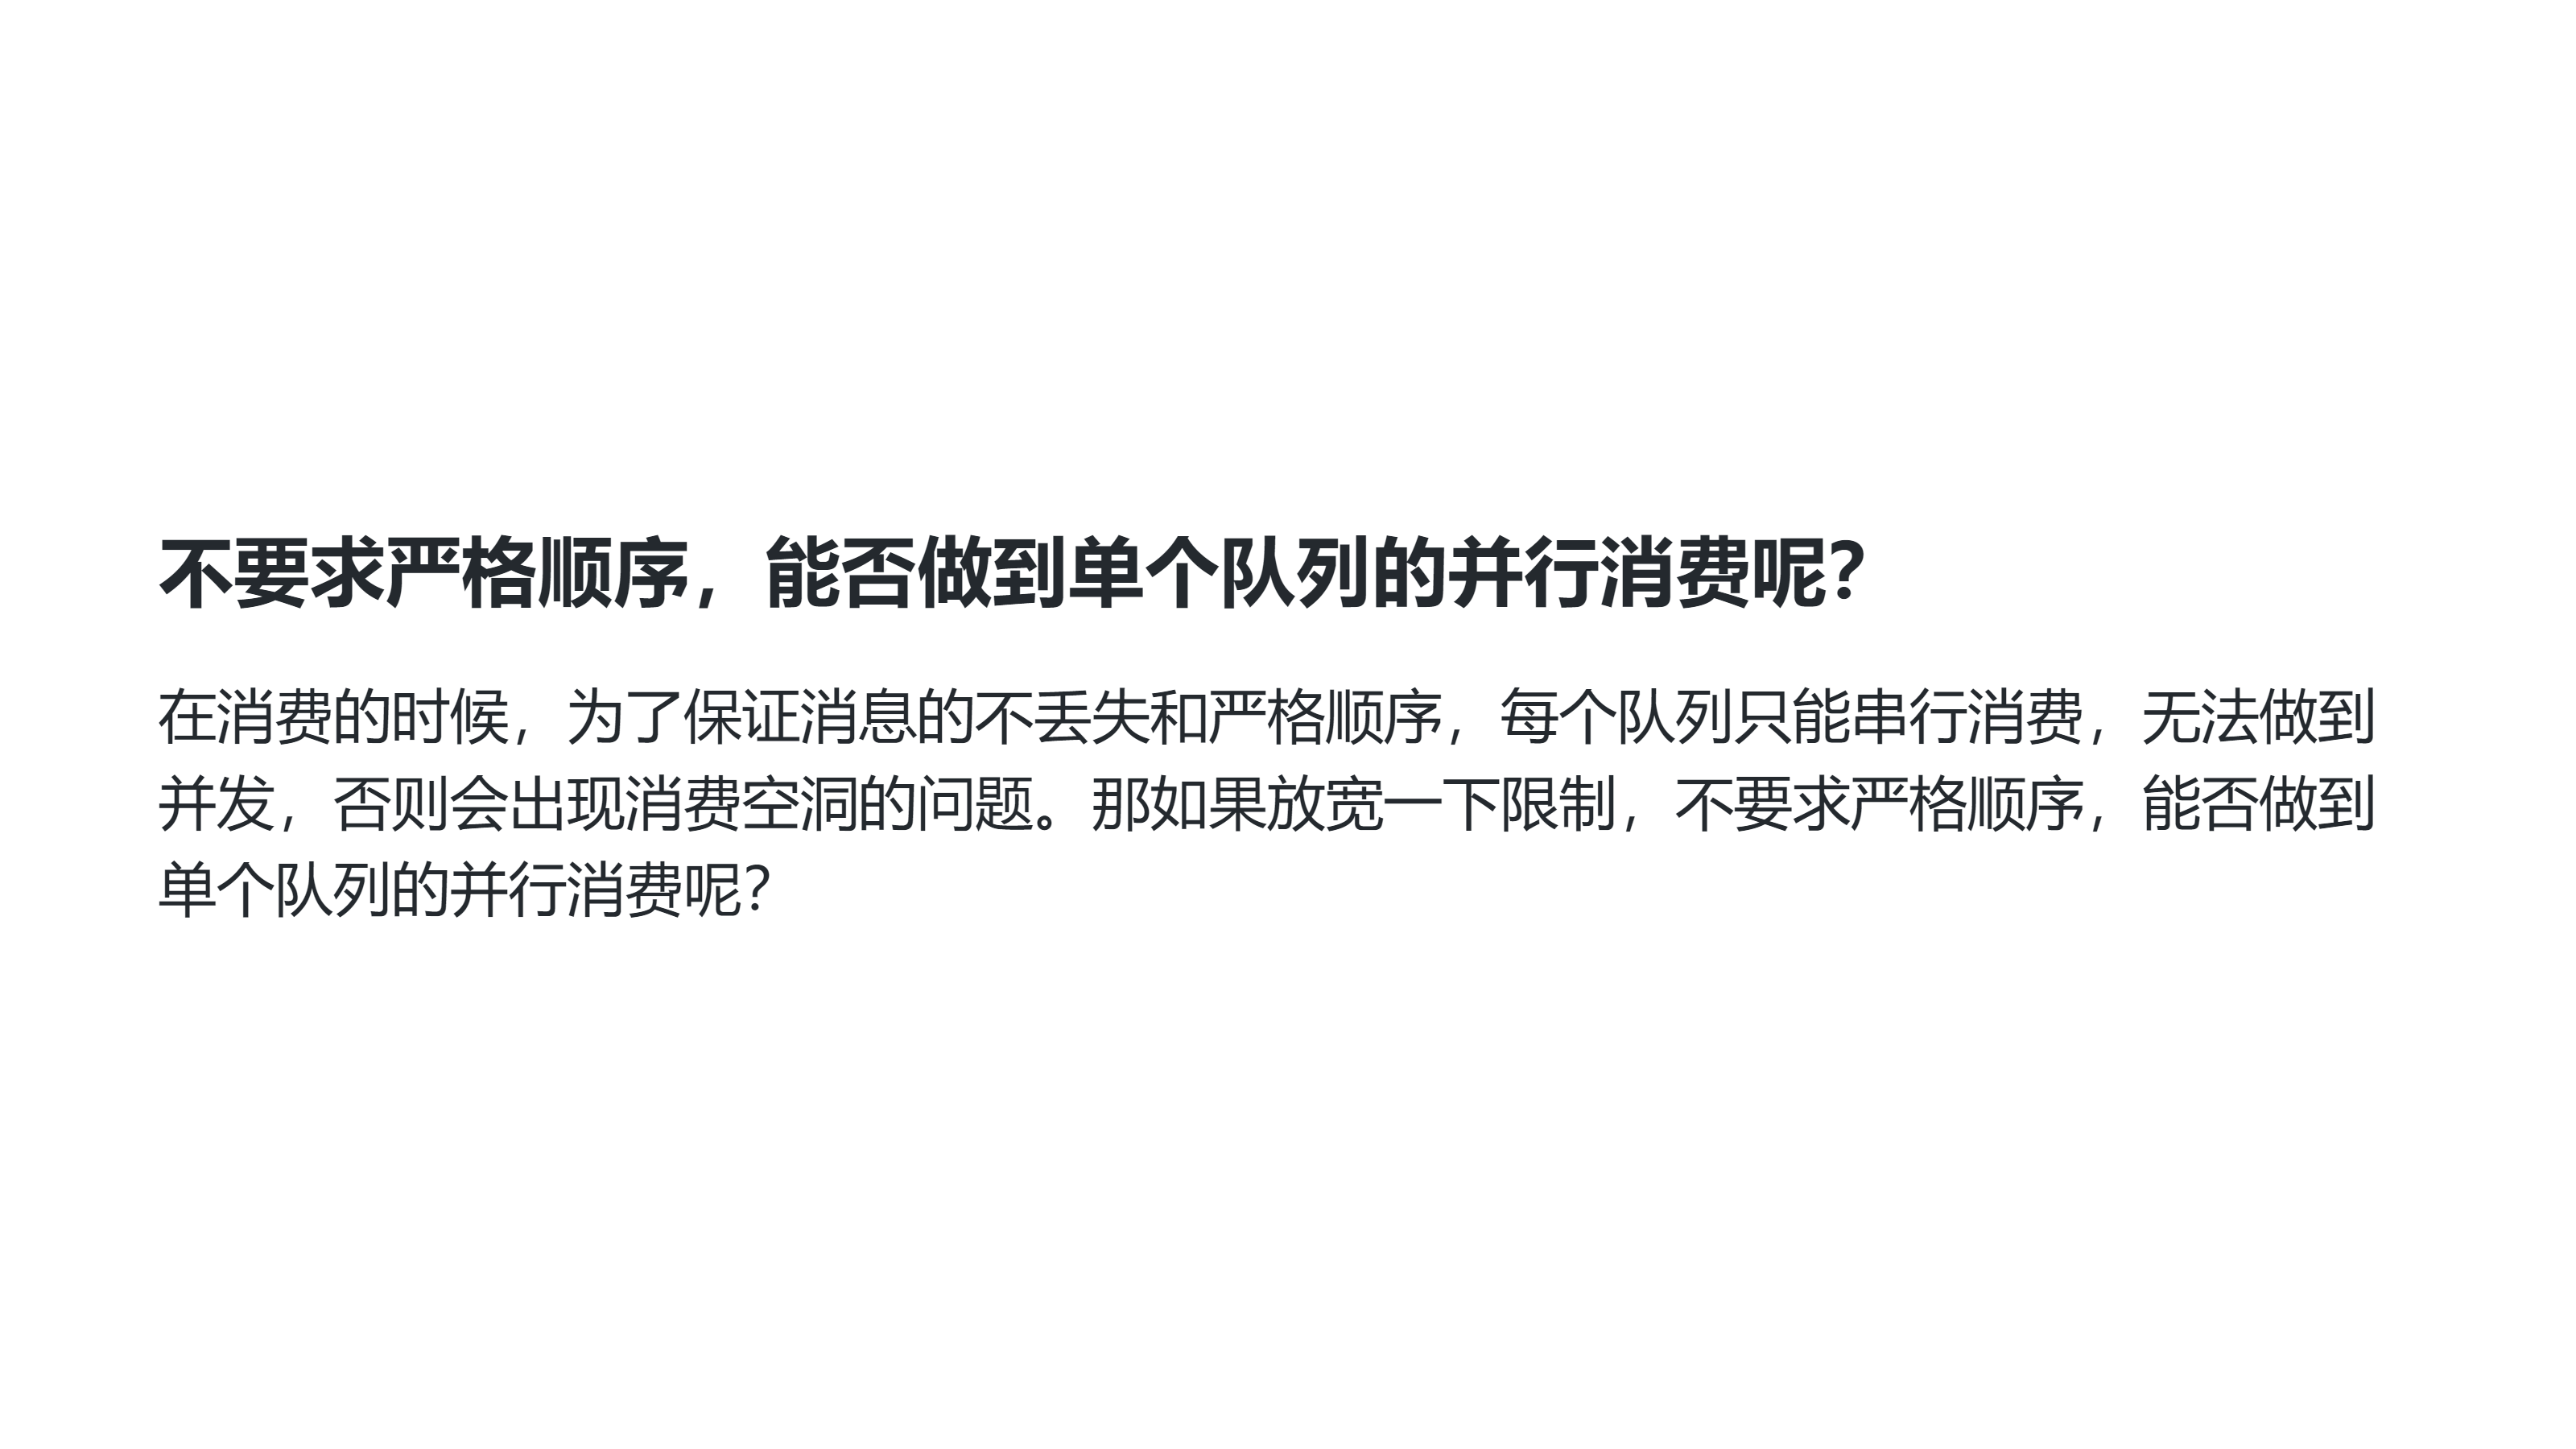 不要求严格顺序，能否做到单个队列的并行消费呢？
在消费的时候，为了保证消息的不丢失和严格顺序，每个队列只能串行消费，无法做到
并发，否则会出现消费空洞的问题。那如果放宽一下限制，不要求严格顺序，能否做到
单个队列的并行消费呢？